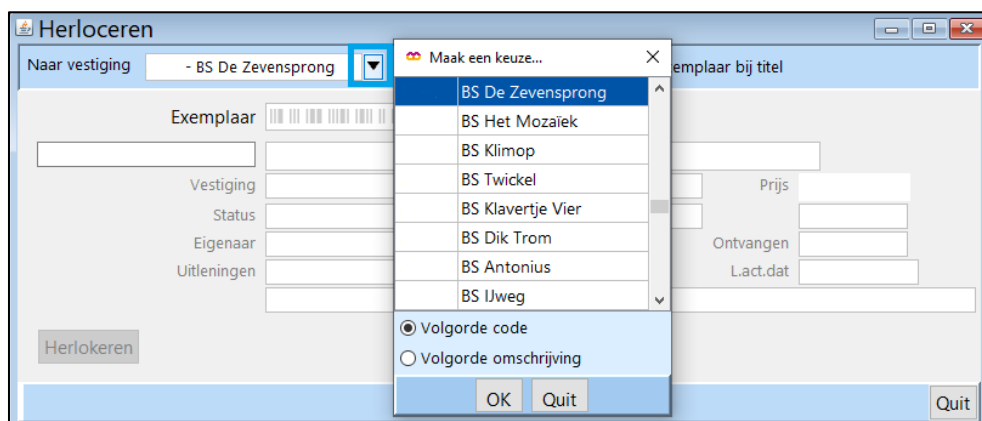 Herloceren
Naar vestiging - BS De Zevensprong emplaar bij titel
Exemplaar
Vestiging Prijs
Status
Eigenaar Ontvangen
Uitleningen L.act.dat
Herlokeren
Quit
Maak een keuze...
BS De Zevensprong
BS Het Mozaïek
BS Klimop
BS Twickel
BS Klavertje Vier
BS Dik Trom
BS Antonius
BS IJweg
Volgorde code
Volgorde omschrijving
OK Quit